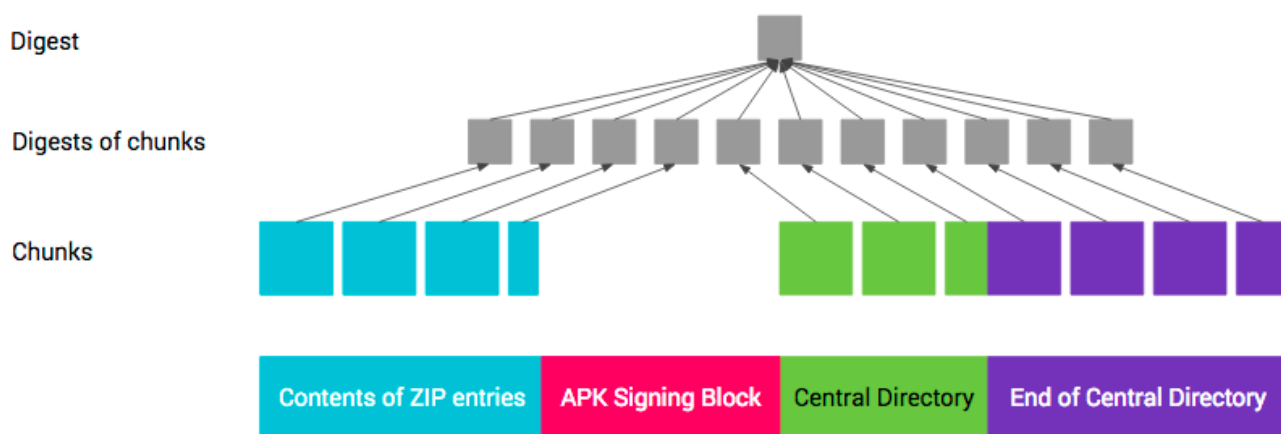 Digest
Digests of chunks
Chunks
Contents of ZIP entries
APK Signing Block
Central Directory
End of Central Directory